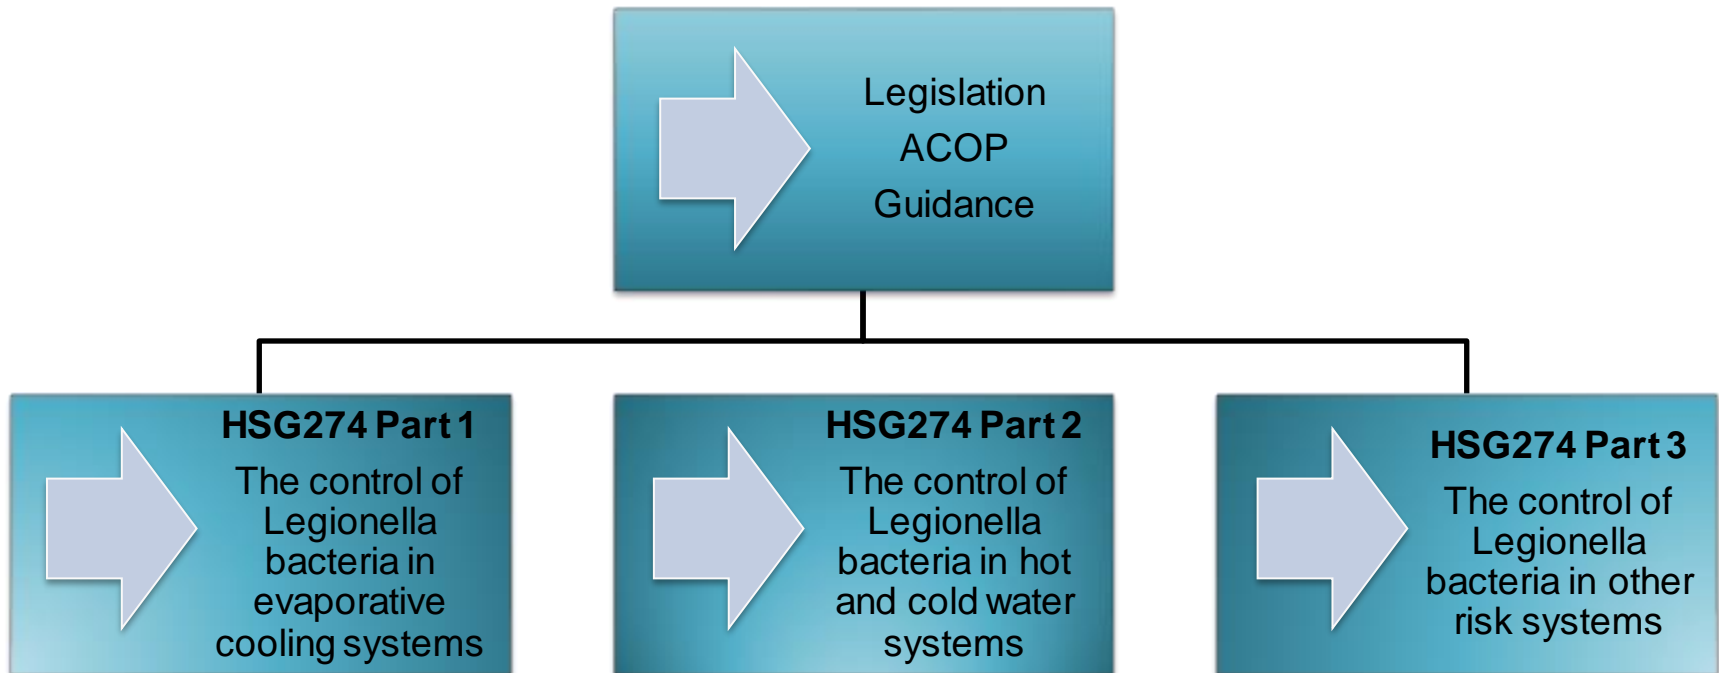 Legislation
ACOP
Guidance
HSG274 Part 1
The control of
Legionella
bacteria in
evaporative
cooling systems
HSG274 Part 2
The control of
Legionella
bacteria in hot
and cold water
systems
HSG274 Part 3
The control of
Legionella
bacteria in other
risk systems